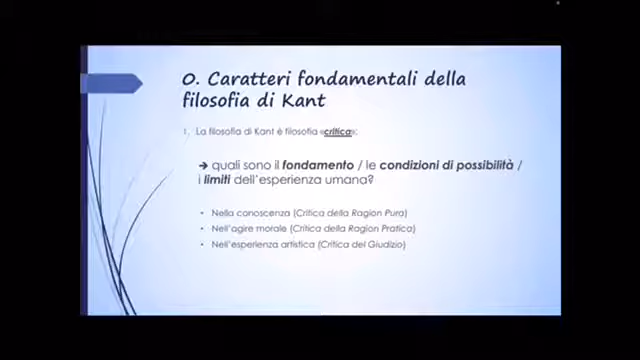 0. Caratteri fondamentali della
filosofia di Kant
1. La filosofia di Kant è filosofia «critica»:
➔ quali sono il fondamento / le condizioni di possibilità /
i limiti dell'esperienza umana?
• Nella conoscenza (Critica della Ragion Pura)
• Nell'agire morale (Critica della Ragion Pratica)
• Nell'esperienza artistica (Critica del Giudizio)